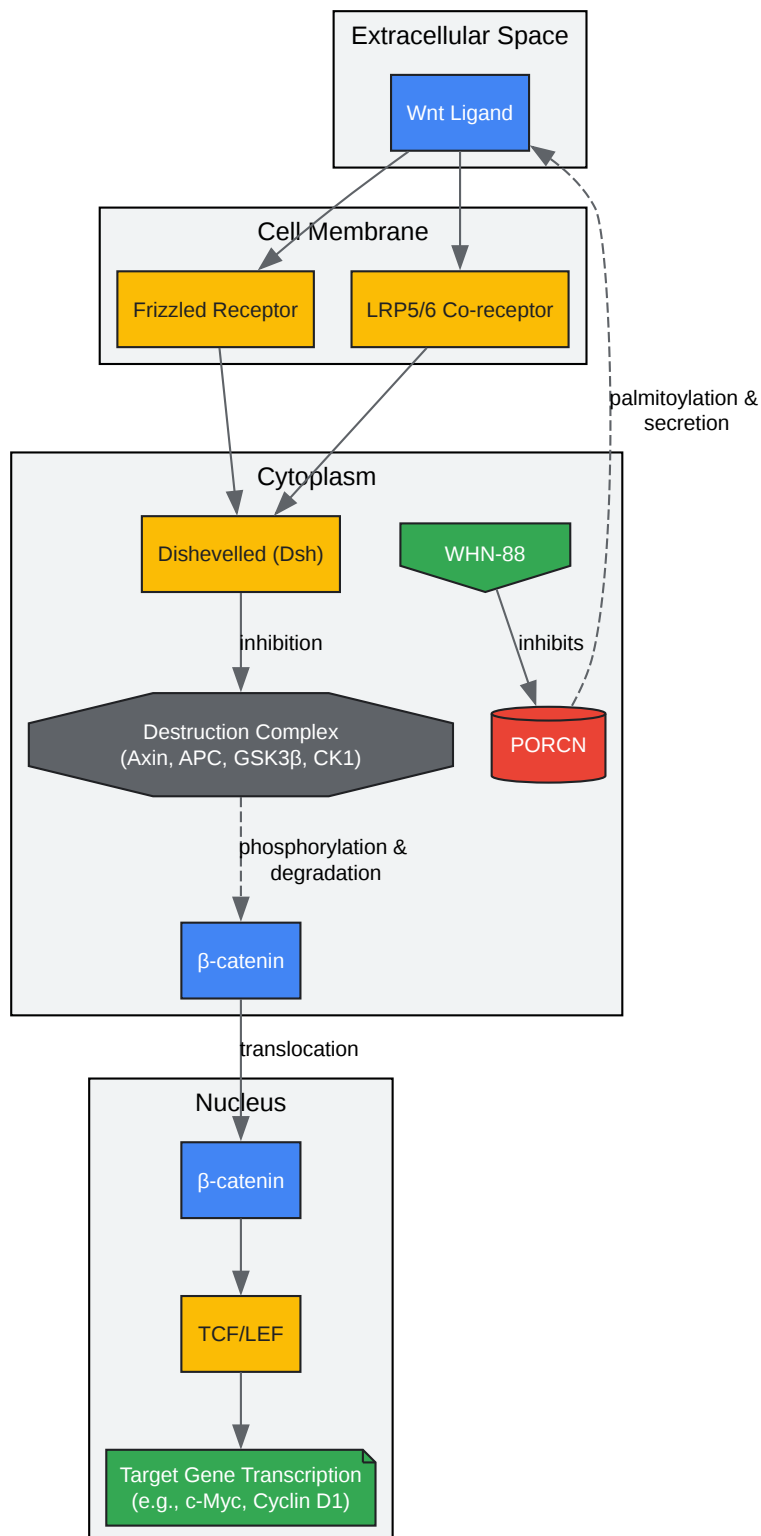 Extracellular Space
Wnt Ligand
Cell Membrane
Frizzled Receptor
LRP5/6 Co-receptor
palmitoylation &
secretion
Cytoplasm
Dishevelled (Dsh)
WHN-88
inhibition
inhibits
Destruction Complex
(Axin, APC, GSK3β, CK1)
PORCN
phosphorylation &
degradation
β-catenin
translocation
Nucleus
β-catenin
TCF/LEF
Target Gene Transcription
(e.g., c-Myc, Cyclin D1)